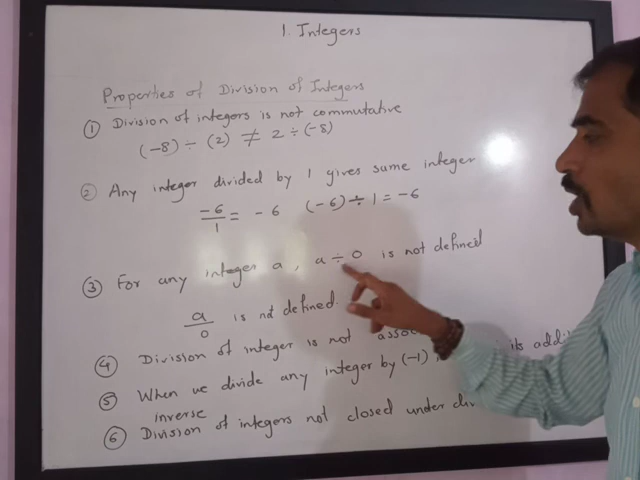 1. Integers
Properties of Division of Integers
① Division of integers is not commutative
(-8) ÷ (2) ≠ 2 ÷ (-8)
② Any integer divided by 1 gives same integer
-6/1 = -6 (-6) ÷ 1 = -6
③ For any integer a, a ÷ 0 is not defined
a/0 is not defined.
④ Division of integer is not
⑤ When we divide any integer by (-1) its
inverse
⑥ Division of integers not closed under